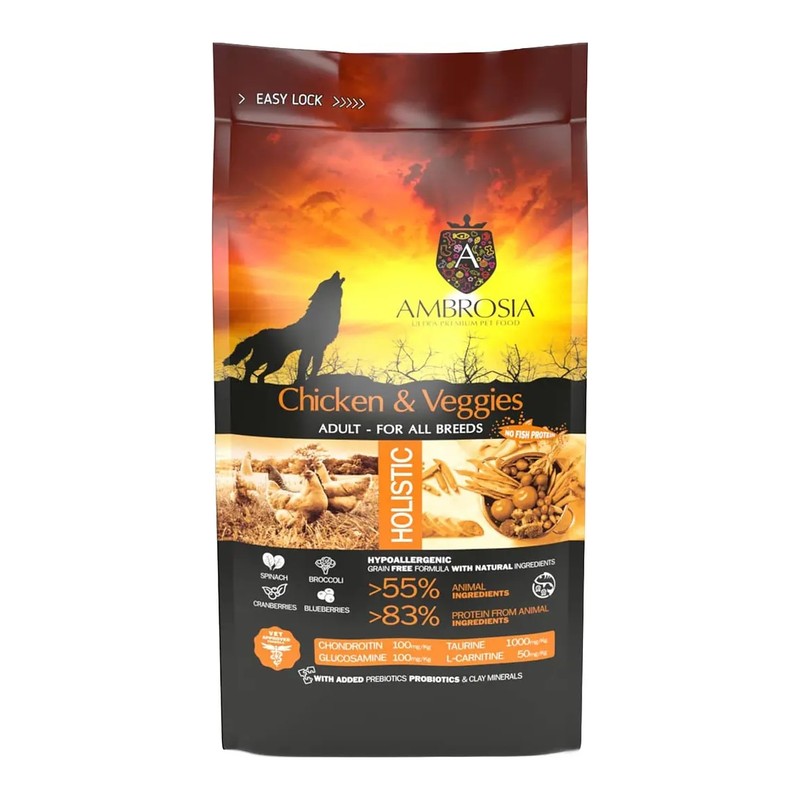 > EASY LOCK >>>>>
A
AMBROSIA
ULTRA PREMIUM PET FOOD
Chicken & Veggies
ADULT - FOR ALL BREEDS
NO FISH PROTEIN
HOLISTIC
SPINACH
BROCCOLI
CRANBERRIES
BLUEBERRIES
HYPOALLERGENIC
GRAIN FREE FORMULA WITH NATURAL INGREDIENTS
>55% ANIMAL INGREDIENTS
>83% PROTEIN FROM ANIMAL INGREDIENTS
VET
APPROVED
CHONDROITIN 100mg/Kg TAURINE 1000mg/Kg
GLUCOSAMINE 100mg/Kg L-CARNITINE 50mg/Kg
WITH ADDED PREBIOTICS PROBIOTICS & CLAY MINERALS